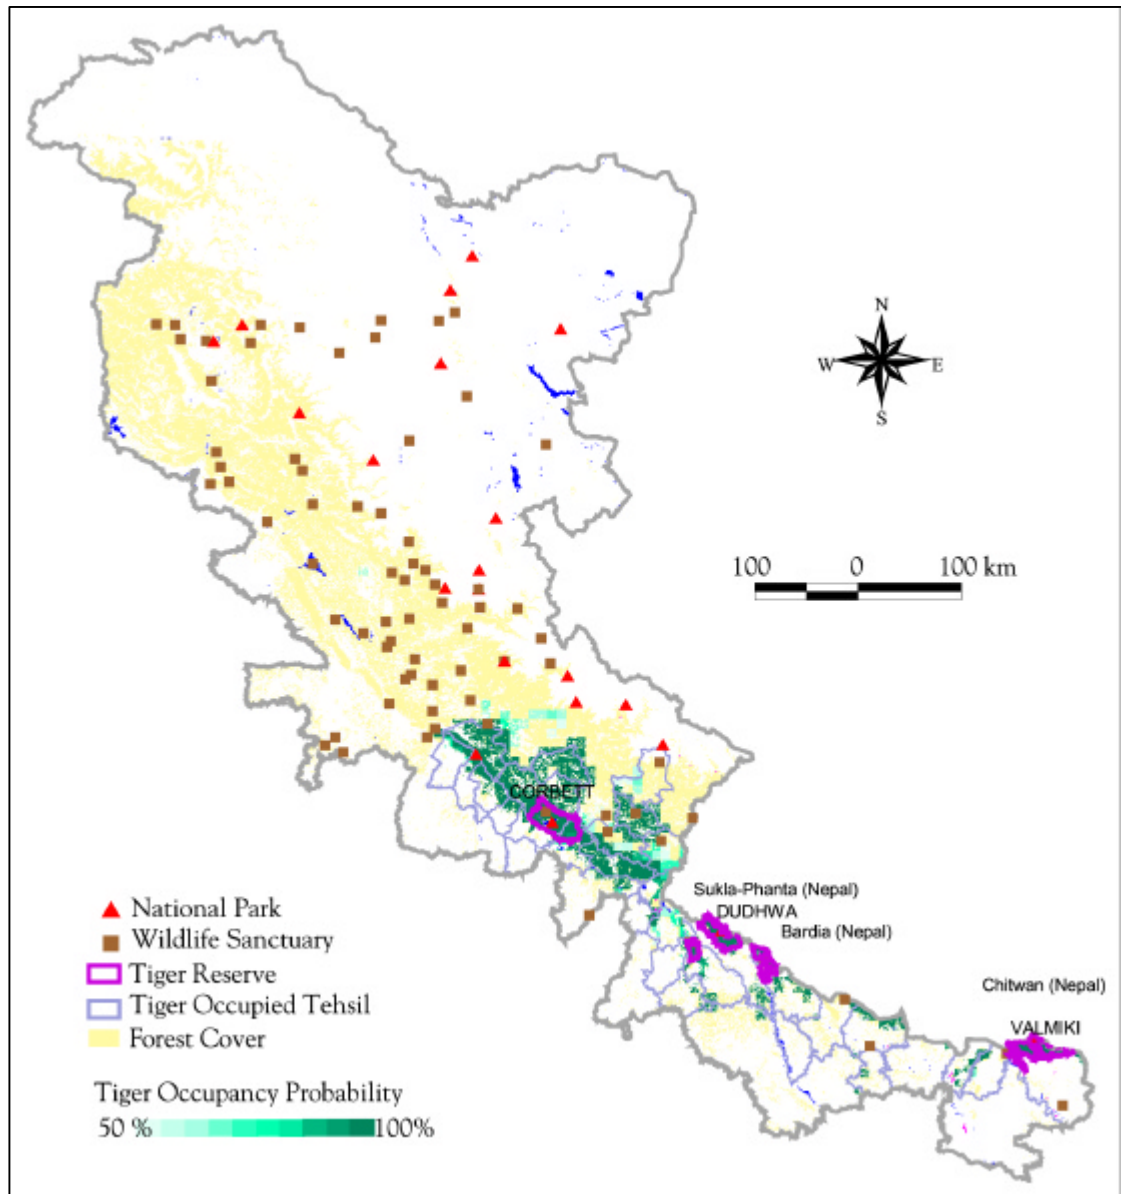 N
W E
S
100 0 100 km
CORBETT
Sukla-Phanta (Nepal)
DUDHWA
Bardia (Nepal)
Chitwan (Nepal)
VALMIKI
National Park
Wildlife Sanctuary
Tiger Reserve
Tiger Occupied Tehsil
Forest Cover
Tiger Occupancy Probability
50 % 100%